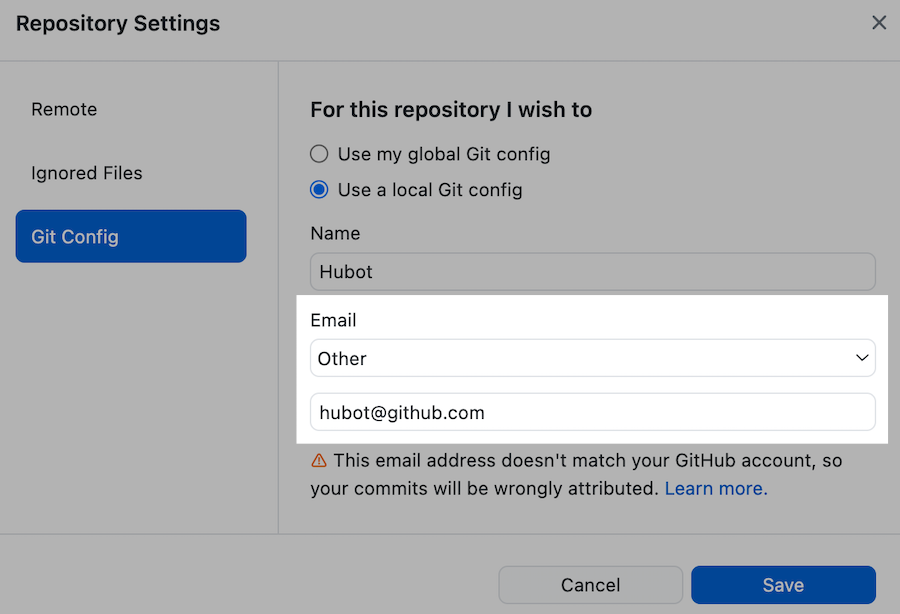 Repository Settings
Remote
Ignored Files
Git Config
For this repository I wish to
Use my global Git config
Use a local Git config
Name
Hubot
Email
Other
hubot@github.com
This email address doesn't match your GitHub account, so
your commits will be wrongly attributed. Learn more.
Cancel
Save